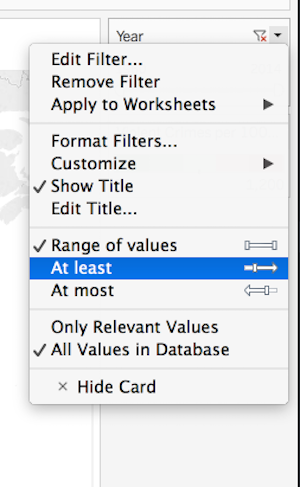 Year
Edit Filter...
Remove Filter
Apply to Worksheets
Format Filters...
Customize
Show Title
Edit Title...
Range of values
At least
At most
Only Relevant Values
All Values in Database
Hide Card